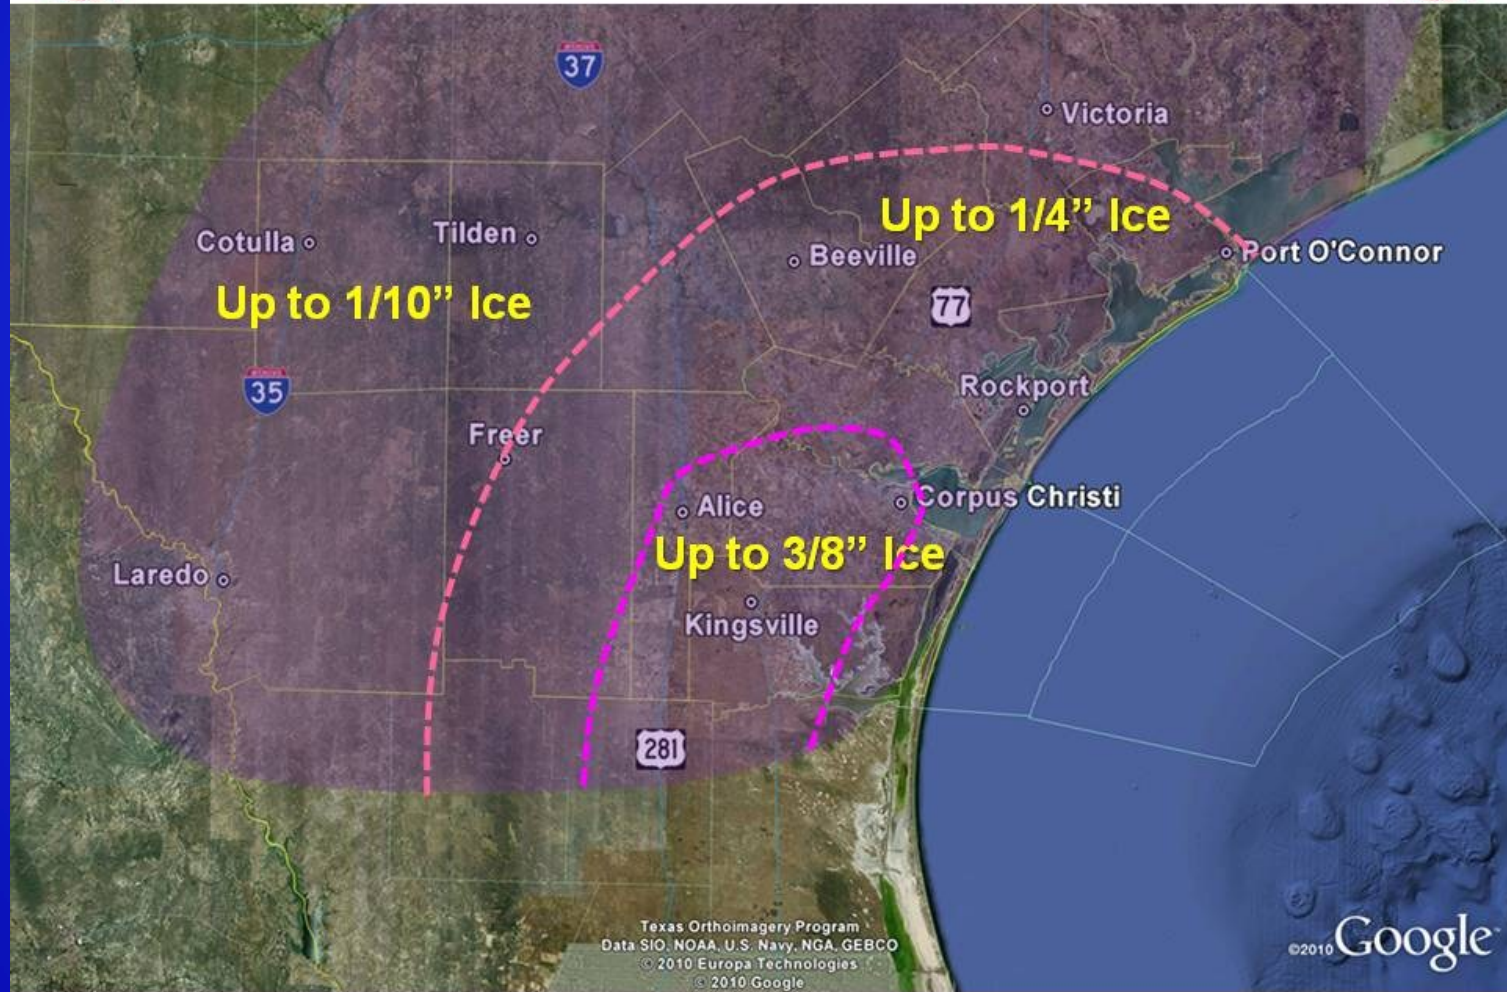 37
Victoria
Up to 1/4” Ice
Cotulla
Tilden
Beeville
Port O'Connor
Up to 1/10” Ice
77
35
Rockport
Freer
Alice
Corpus Christi
Up to 3/8” Ice
Laredo
Kingsville
281
Texas Orthoimagery Program
Data SIO, NOAA, U.S. Navy, NGA, GEBCO
© 2010 Europa Technologies
© 2010 Google
©2010 Google